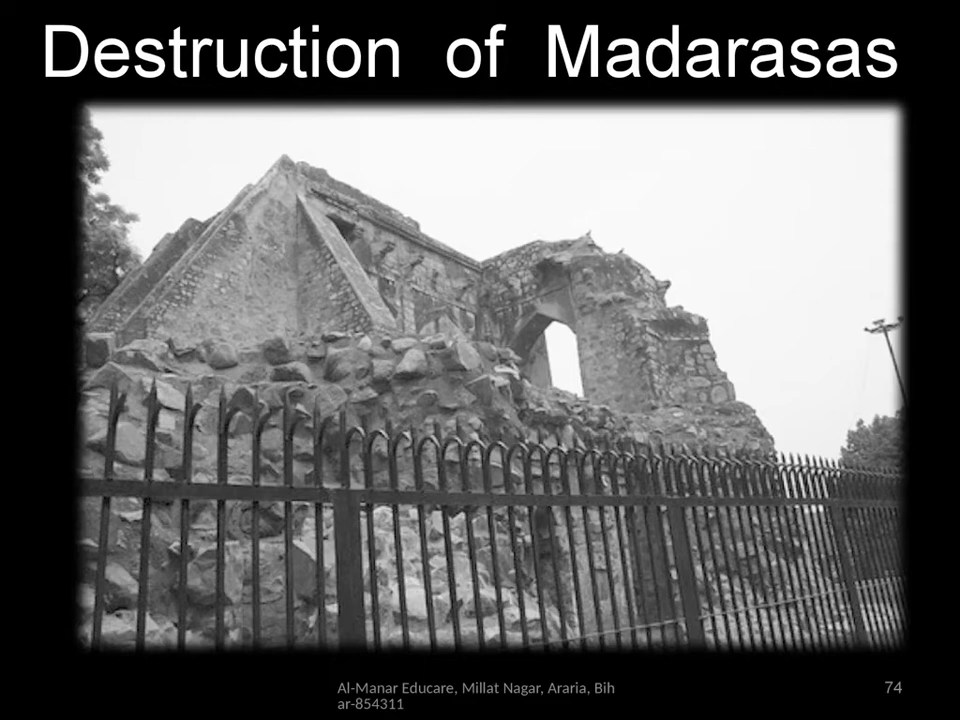 Destruction of Madarasas
Al-Manar Educare, Millat Nagar, Araria, Bih
ar-854311
74